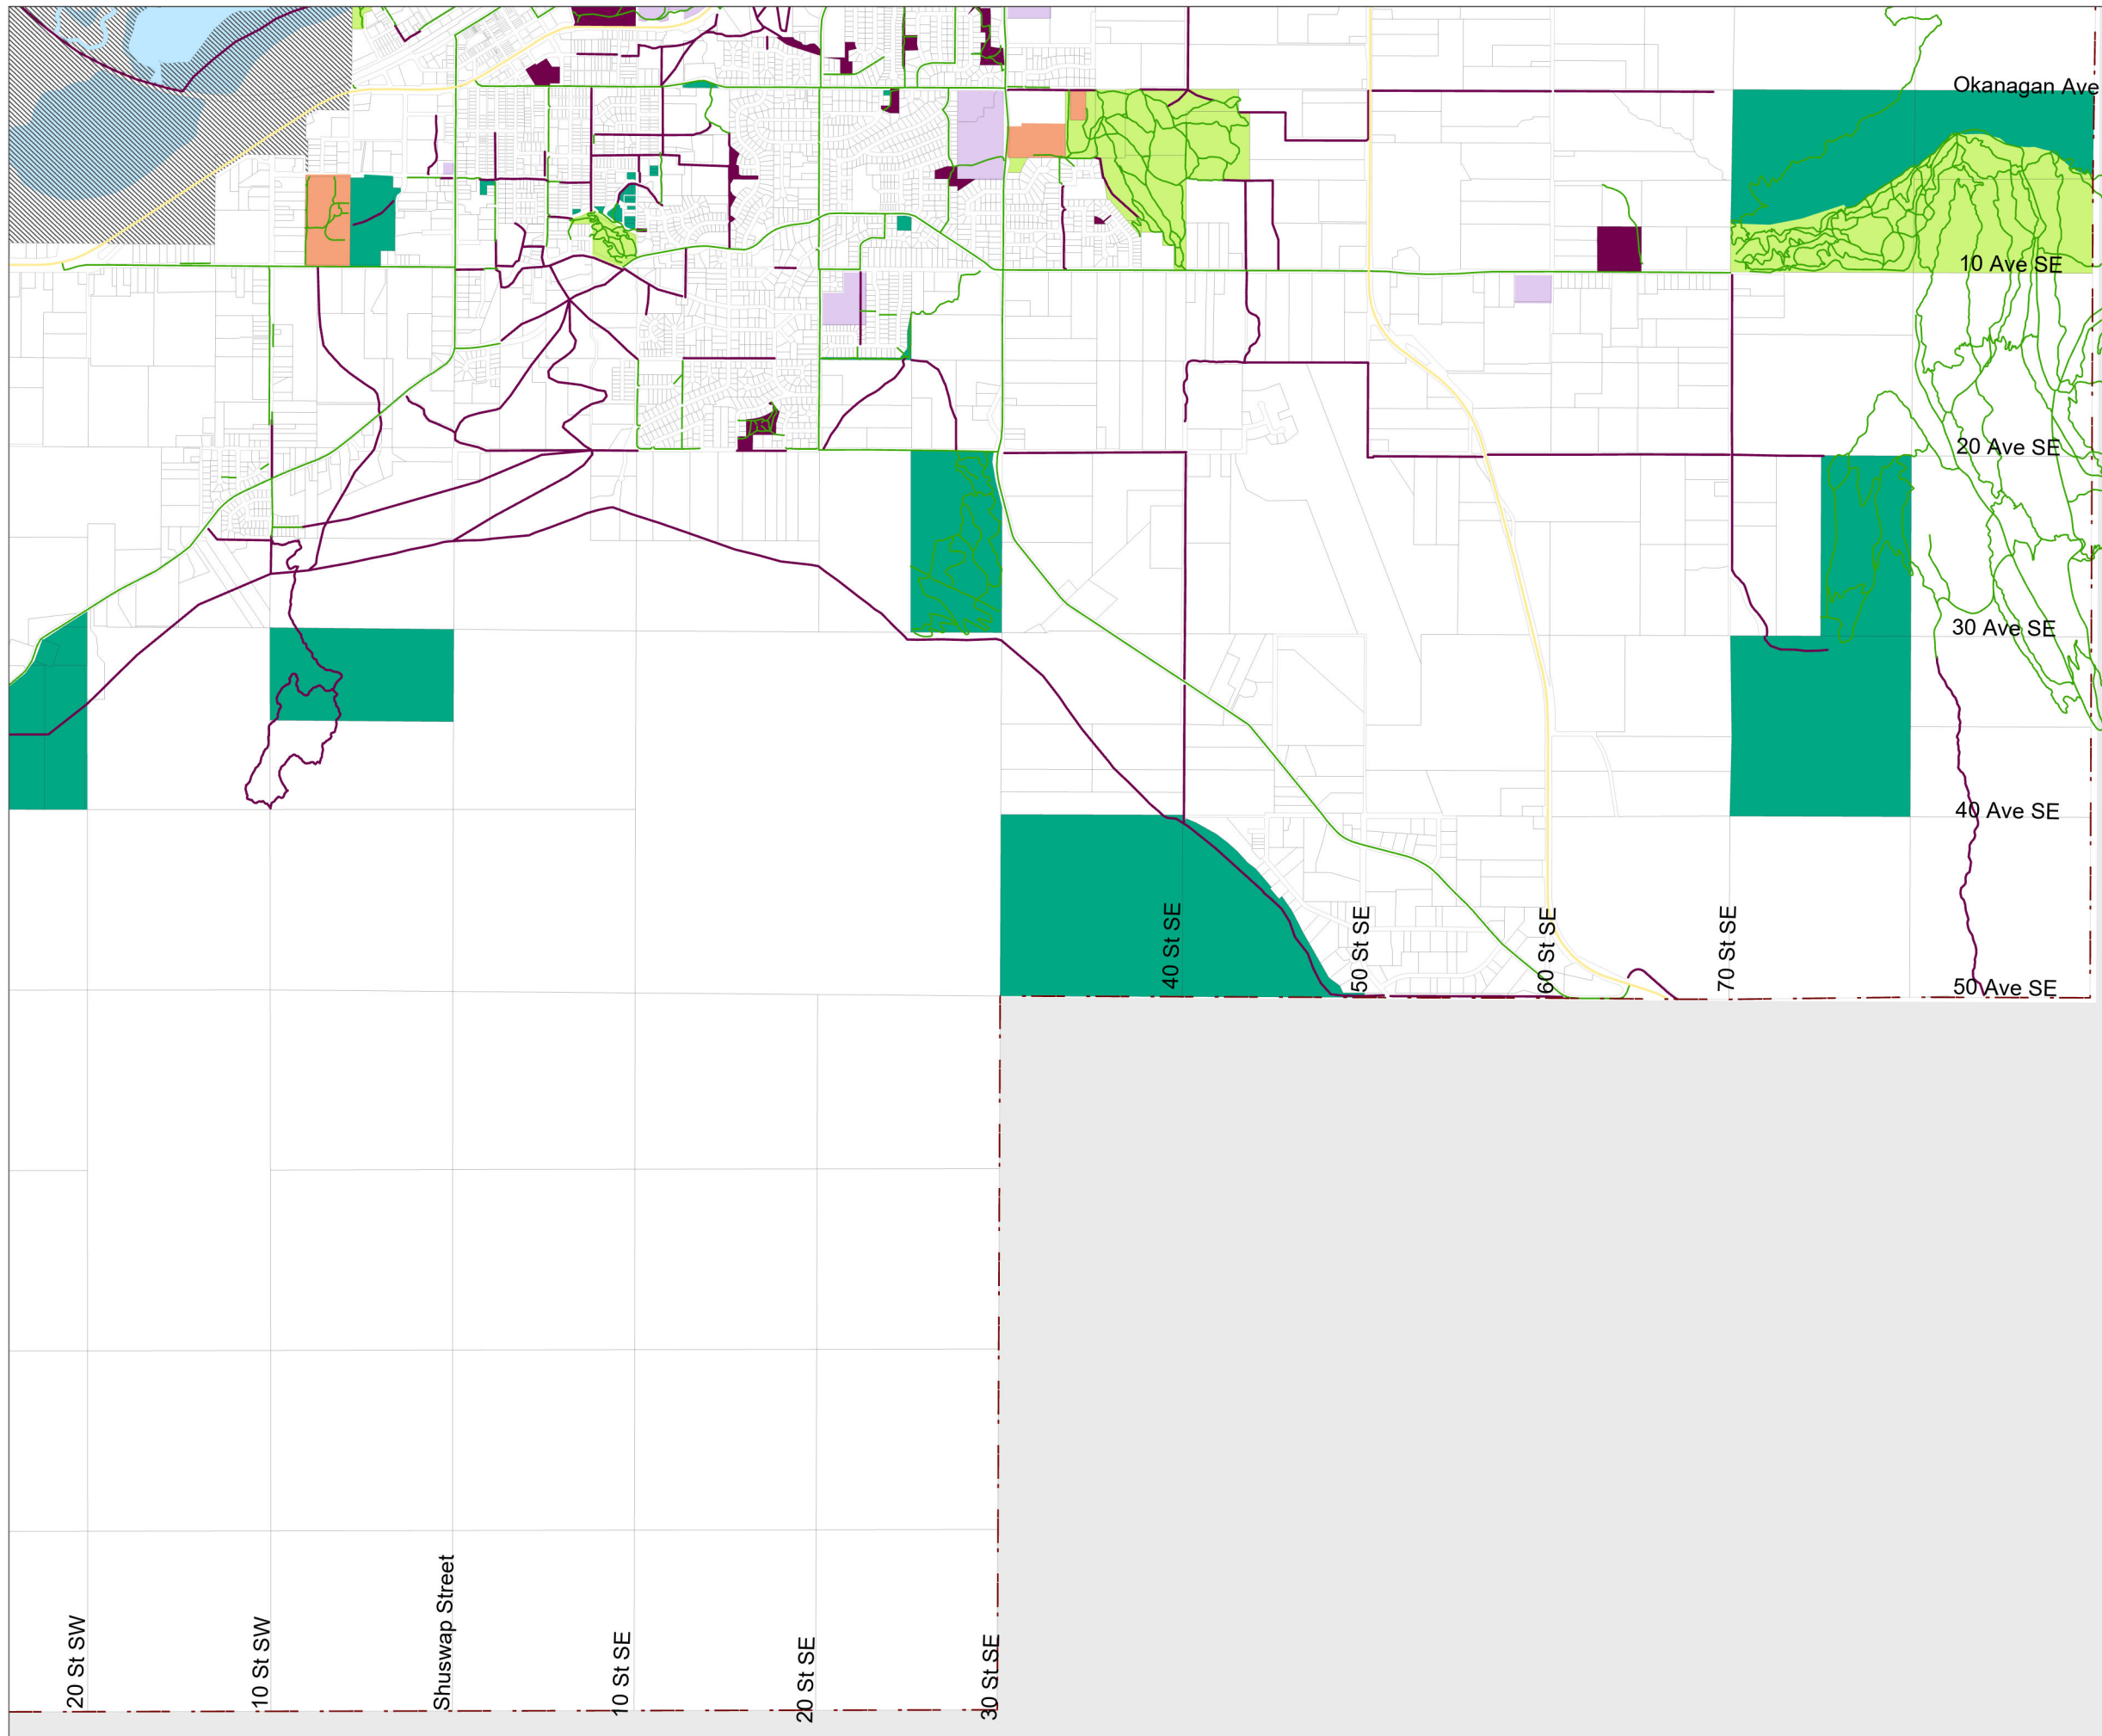 Okanagan Ave
10 Ave SE
20 Ave SE
30 Ave SE
40 Ave SE
40 St SE
50 St SE
60 St SE
70 St SE
50 Ave SE
20 St SW
10 St SW
Shuswap Street
10 St SE
20 St SE
30 St SE